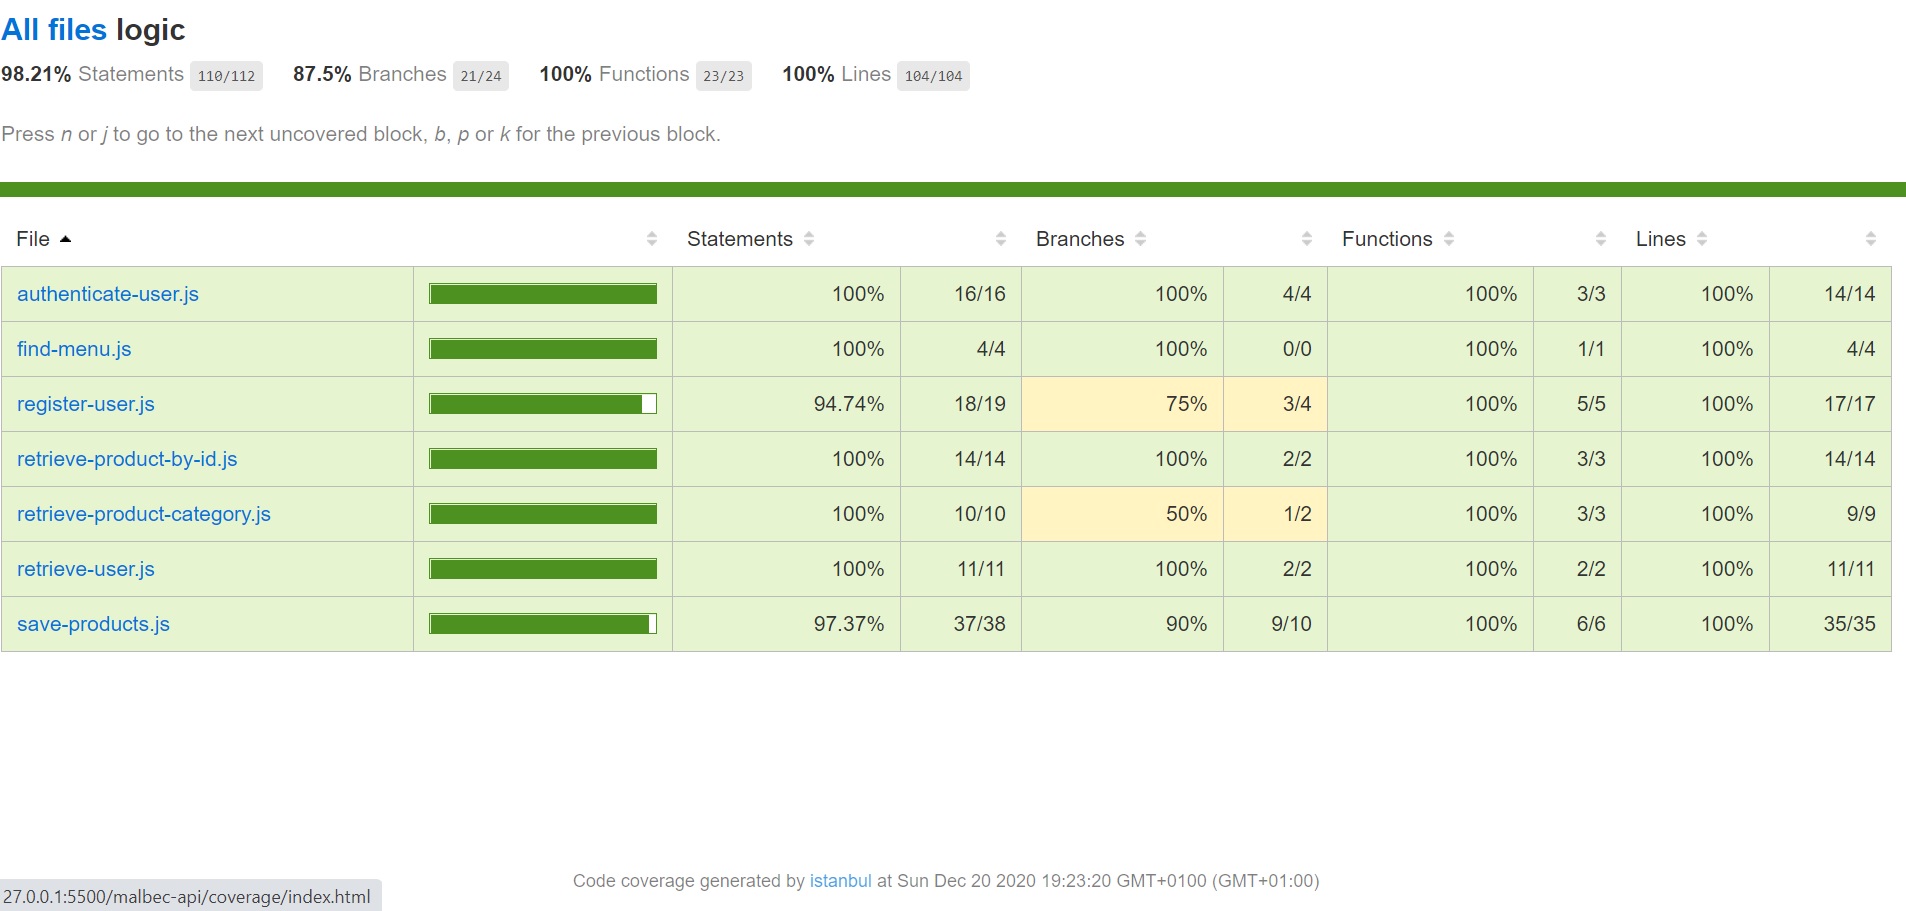 All files logic
98.21% Statements 110/112 87.5% Branches 21/24 100% Functions 23/23 100% Lines 104/104
Press n or j to go to the next uncovered block, b, p or k for the previous block.
File Statements Branches Functions Lines
authenticate-user.js 100% 16/16 100% 4/4 100% 3/3 100% 14/14
find-menu.js 100% 4/4 100% 0/0 100% 1/1 100% 4/4
register-user.js 94.74% 18/19 75% 3/4 100% 5/5 100% 17/17
retrieve-product-by-id.js 100% 14/14 100% 2/2 100% 3/3 100% 14/14
retrieve-product-category.js 100% 10/10 50% 1/2 100% 3/3 100% 9/9
retrieve-user.js 100% 11/11 100% 2/2 100% 2/2 100% 11/11
save-products.js 97.37% 37/38 90% 9/10 100% 6/6 100% 35/35
Code coverage generated by istanbul at Sun Dec 20 2020 19:23:20 GMT+0100 (GMT+01:00)
27.0.0.1:5500/malbec-api/coverage/index.html